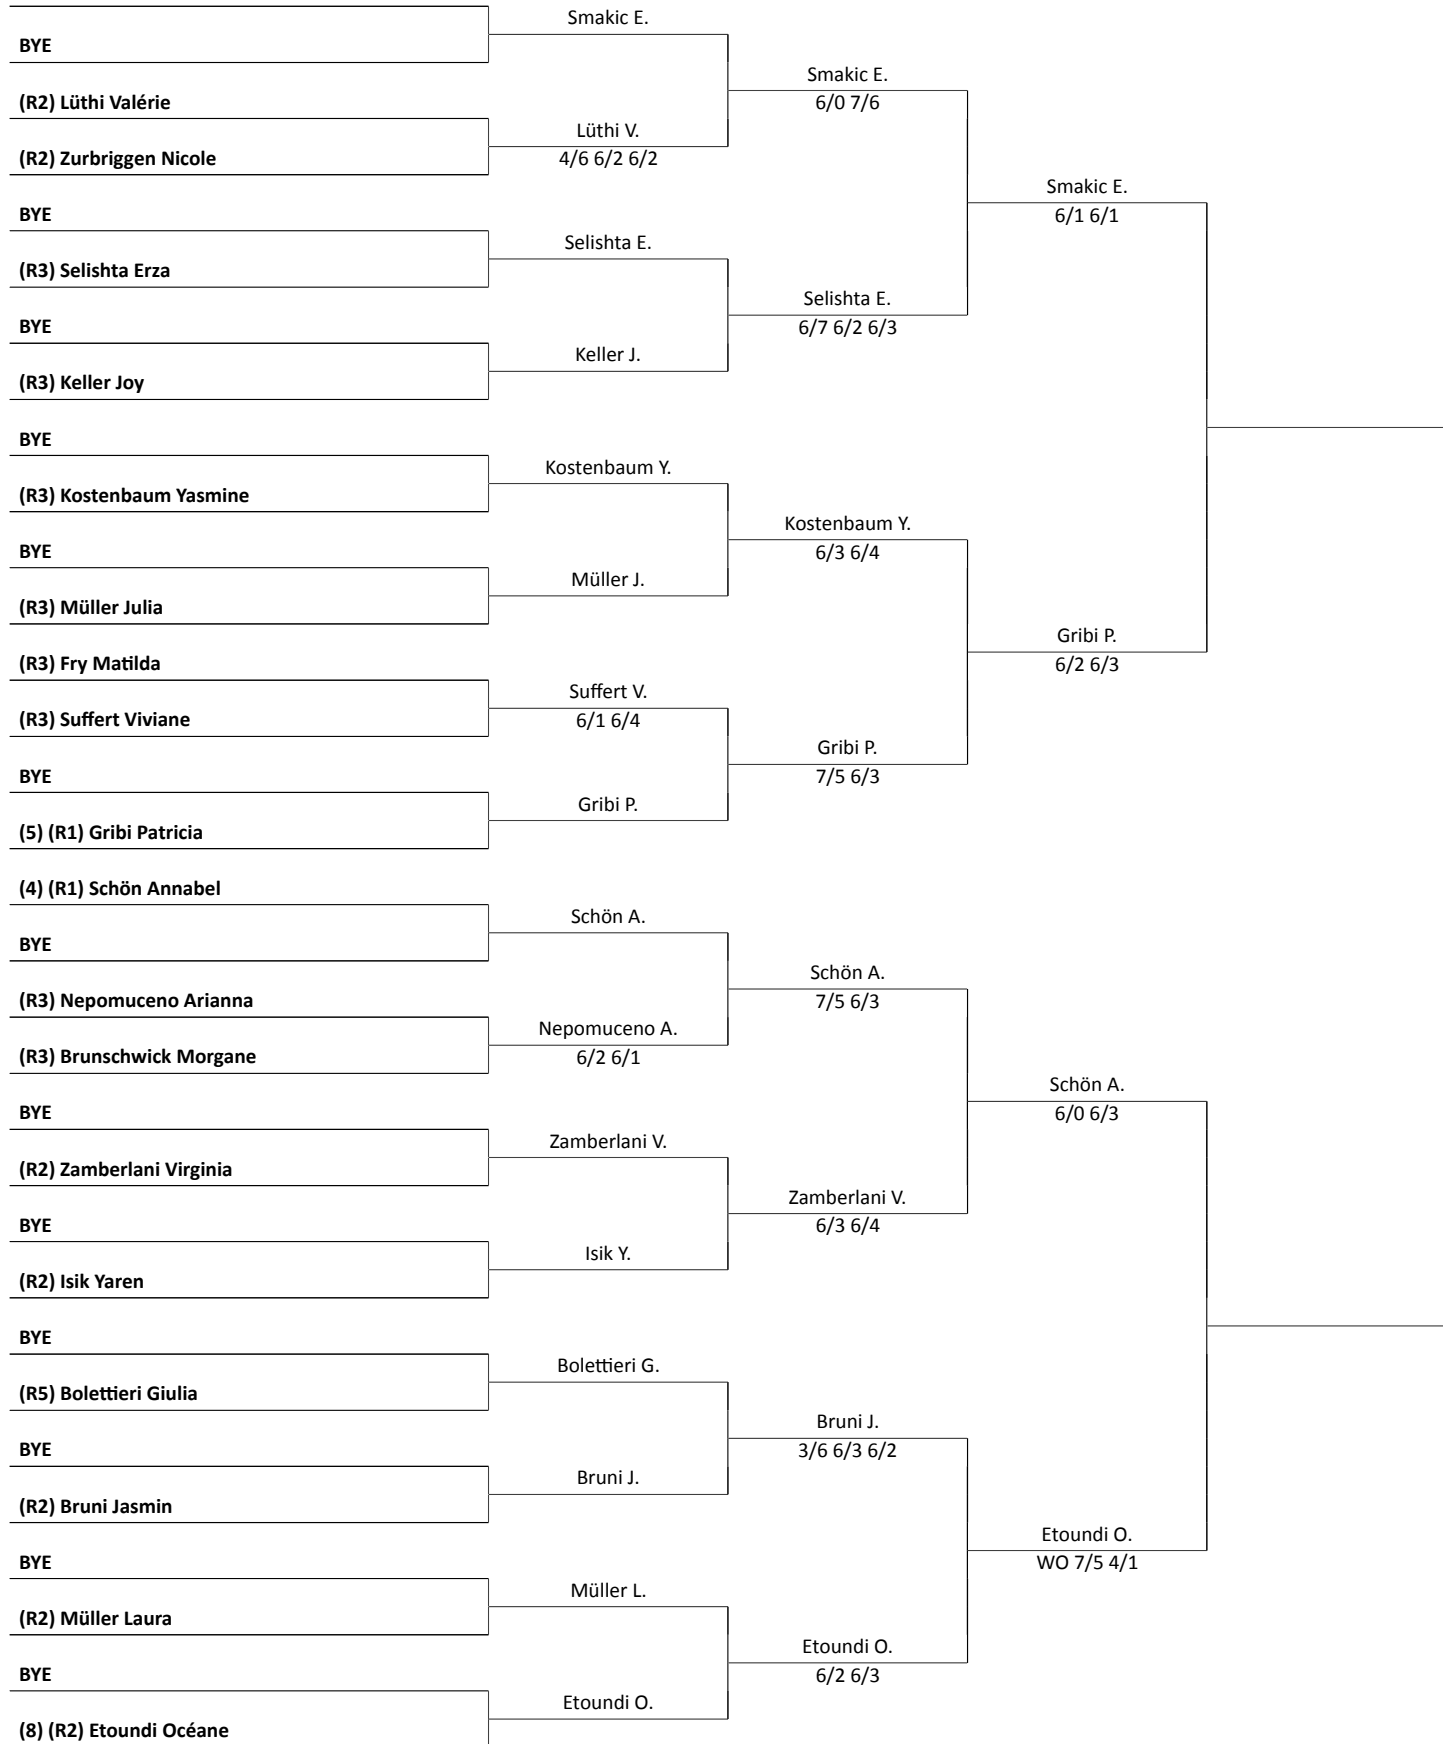 BYE
(R2) Lüthi Valérie
(R2) Zurbriggen Nicole
BYE
(R3) Selishta Erza
BYE
(R3) Keller Joy
BYE
(R3) Kostenbaum Yasmine
BYE
(R3) Müller Julia
(R3) Fry Matilda
(R3) Suffert Viviane
BYE
(5) (R1) Gribi Patricia
(4) (R1) Schön Annabel
BYE
(R3) Nepomuceno Arianna
(R3) Brunschwick Morgane
BYE
(R2) Zamberlani Virginia
BYE
(R2) Isik Yaren
BYE
(R5) Bolettieri Giulia
BYE
(R2) Bruni Jasmin
BYE
(R2) Müller Laura
BYE
(8) (R2) Etoundi Océane
Smakic E.
Lüthi V.
4/6 6/2 6/2
Selishta E.
Keller J.
Kostenbaum Y.
Müller J.
Suffert V.
6/1 6/4
Gribi P.
Schön A.
Nepomuceno A.
6/2 6/1
Zamberlani V.
Isik Y.
Bolettieri G.
Bruni J.
Müller L.
Etoundi O.
Smakic E.
6/0 7/6
Selishta E.
6/7 6/2 6/3
Kostenbaum Y.
6/3 6/4
Gribi P.
7/5 6/3
Schön A.
7/5 6/3
Zamberlani V.
6/3 6/4
Bruni J.
3/6 6/3 6/2
Etoundi O.
6/2 6/3
Smakic E.
6/1 6/1
Gribi P.
6/2 6/3
Schön A.
6/0 6/3
Etoundi O.
WO 7/5 4/1